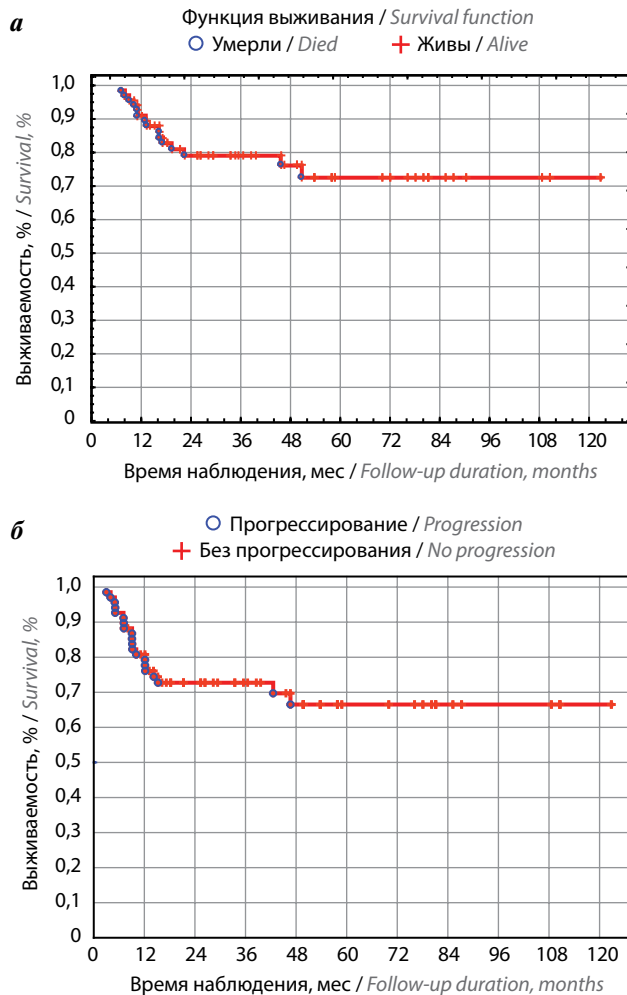 а
Функция выживания / Survival function
Умерли / Died Живы / Alive
1,0
0,9
0,8
0,7
0,6
0,5
0,4
0,3
0,2
0,1
0
Выживаемость, % / Survival, %
0 12 24 36 48 60 72 84 96 108 120
Время наблюдения, мес / Follow-up duration, months
б
Прогрессирование / Progression
Без прогрессирования / No progression
1,0
0,9
0,8
0,7
0,6
0,5
0,4
0,3
0,2
0,1
0
Выживаемость, % / Survival, %
0 12 24 36 48 60 72 84 96 108 120
Время наблюдения, мес / Follow-up duration, months